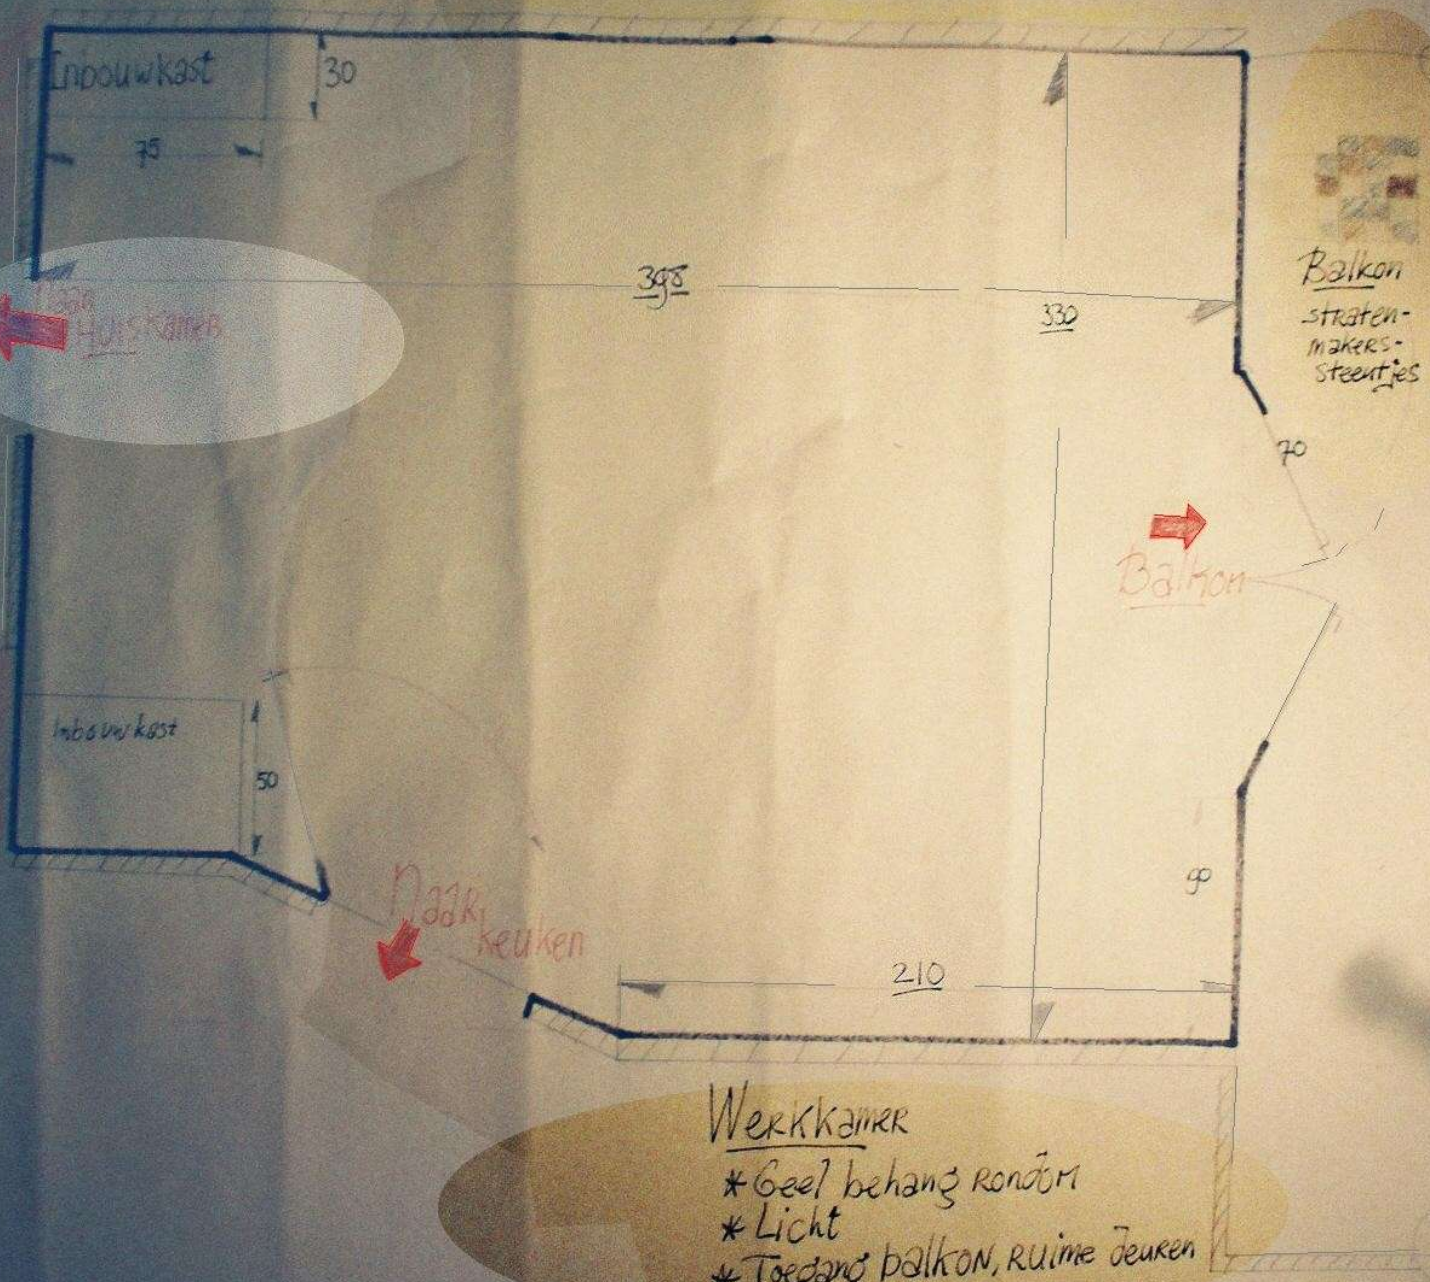 Inbouwkast
30
75
398
330
Naar
Huiskamer
Balkon
straten-
makers-
steentjes
70
Balkon
Inbouwkast
50
90
Naar
keuken
210
Werkkamer
* Geel behang rondom
* Licht
* Toegang balkon, ruime deuren